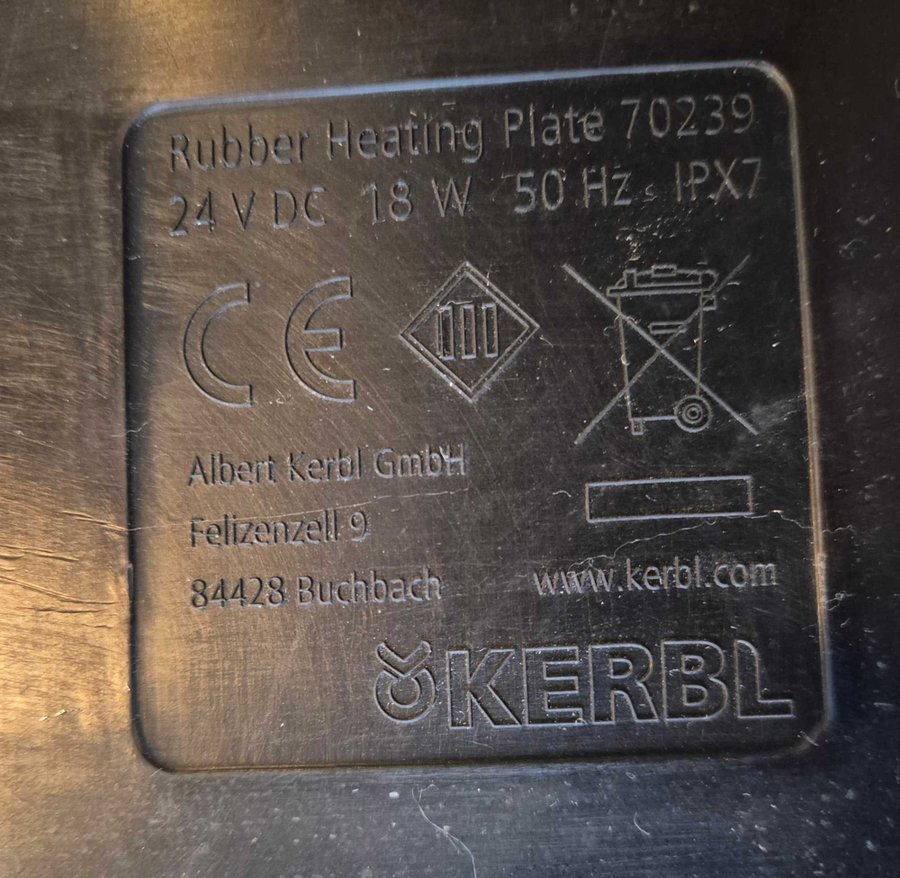 Rubber Heating Plate 70239
24 V DC 18 W 50 Hz IPX7
CE III
Albert Kerbl GmbH
Felizenzell 9
84428 Buchbach
www.kerbl.com
KERBL